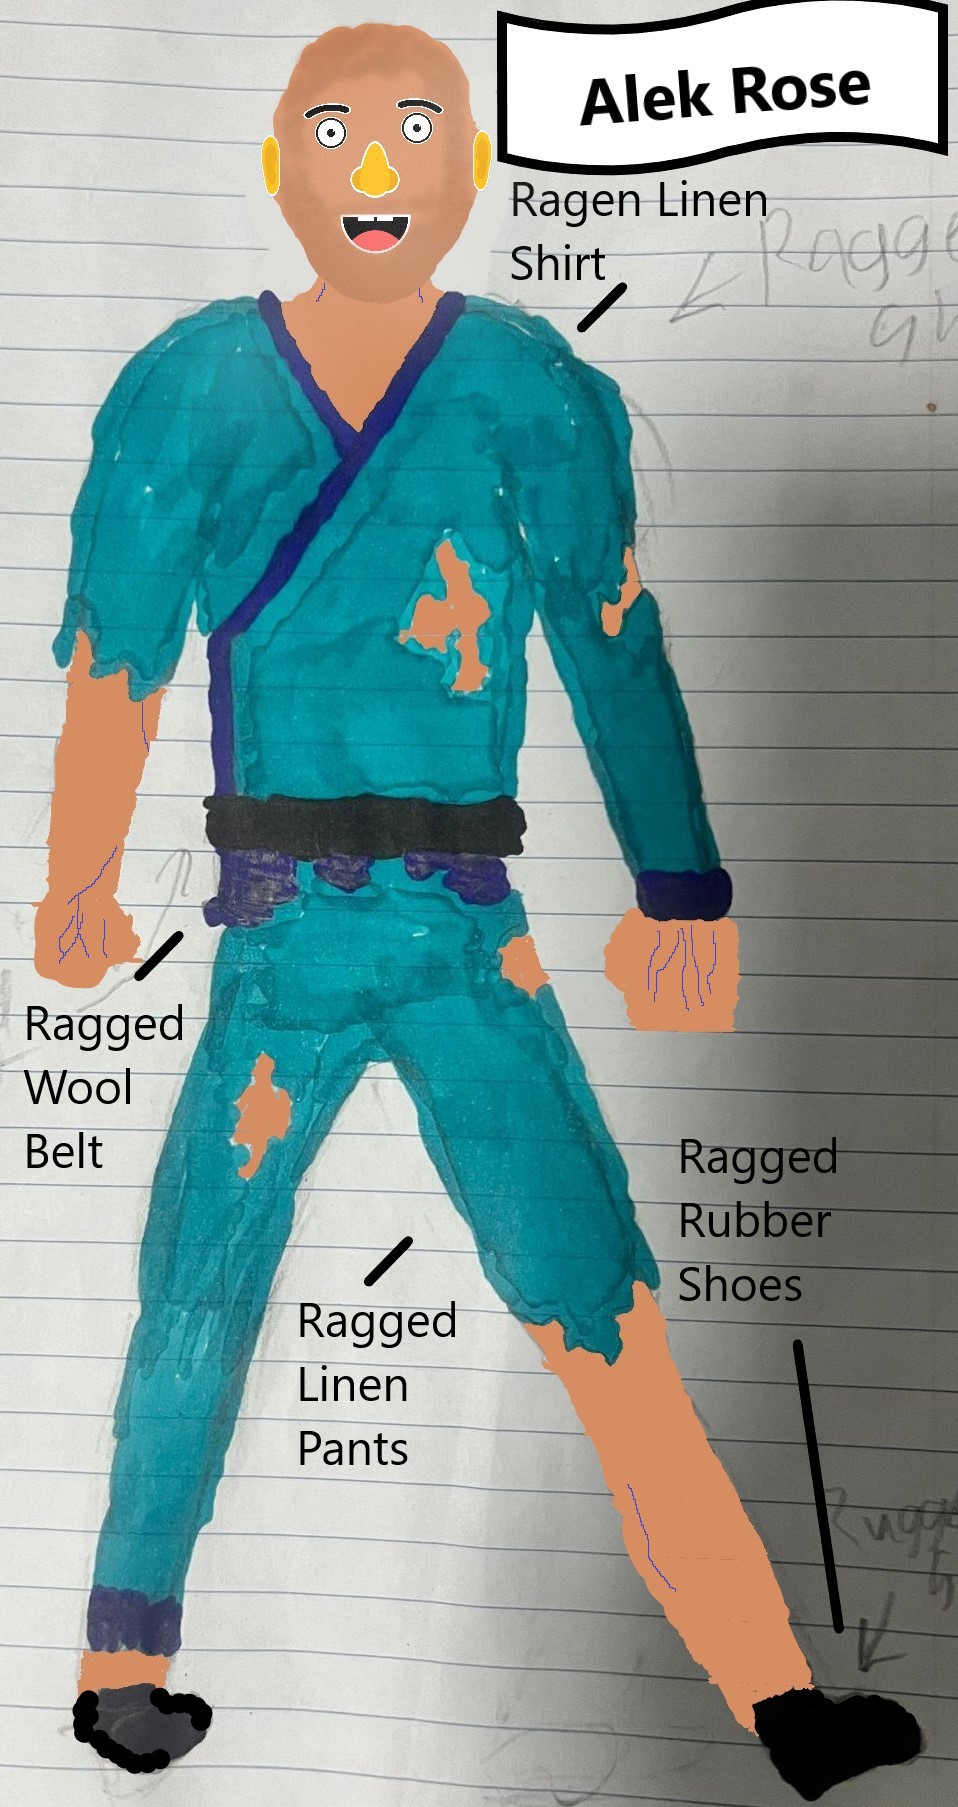 Alek Rose
Ragen Linen
Shirt
Ragged
Wool
Belt
Ragged
Rubber
Shoes
Ragged
Linen
Pants